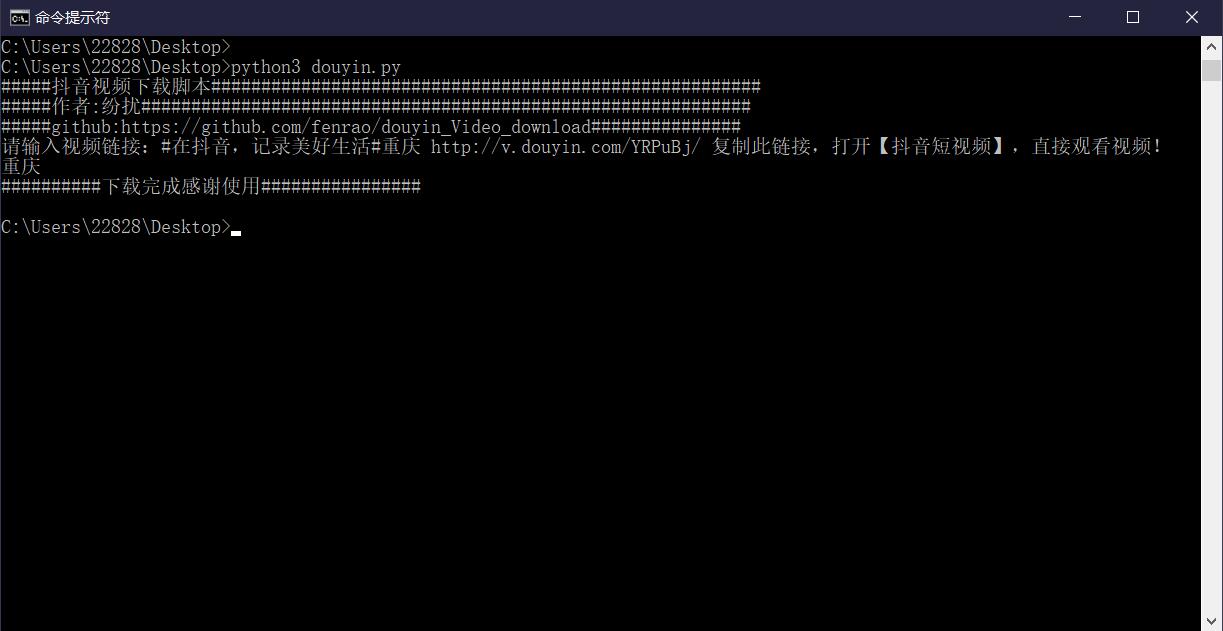 命令提示符
C:\Users\22828\Desktop>
C:\Users\22828\Desktop>python3 douyin.py
#####抖音视频下载脚本#######################################################
#####作者:纷扰#############################################################
#####github:https://github.com/fenrao/douyin_Video_download###############
请输入视频链接：#在抖音，记录美好生活#重庆 http://v.douyin.com/YRPuBj/ 复制此链接，打开【抖音短视频】，直接观看视频！
重庆
##########下载完成感谢使用################
C:\Users\22828\Desktop>